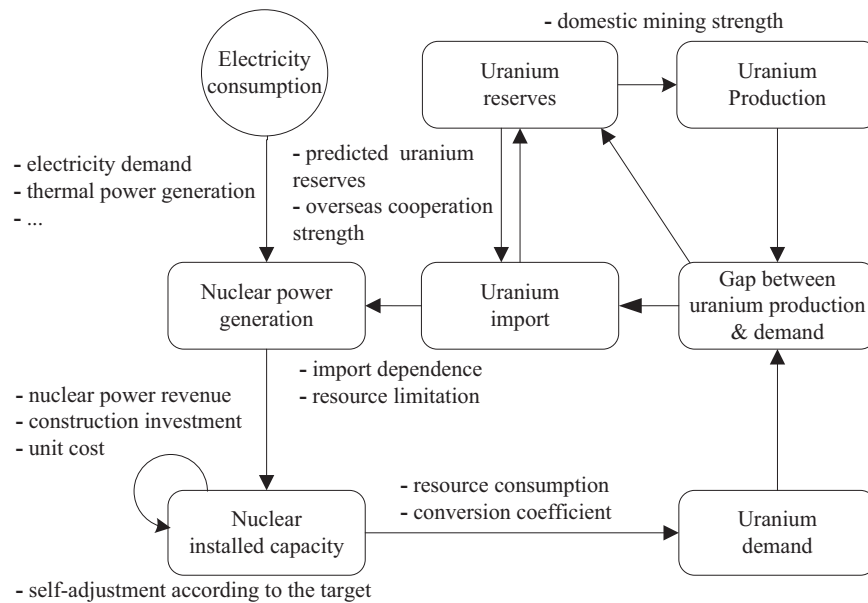 - domestic mining strength
Electricity
consumption
Uranium
reserves
Uranium
Production
- electricity demand
- thermal power generation
- ...
- predicted uranium
reserves
- overseas cooperation
strength
Nuclear power
generation
Uranium
import
Gap between
uranium production
& demand
- import dependence
- resource limitation
- nuclear power revenue
- construction investment
- unit cost
- resource consumption
- conversion coefficient
Nuclear
installed capacity
Uranium
demand
- self-adjustment according to the target